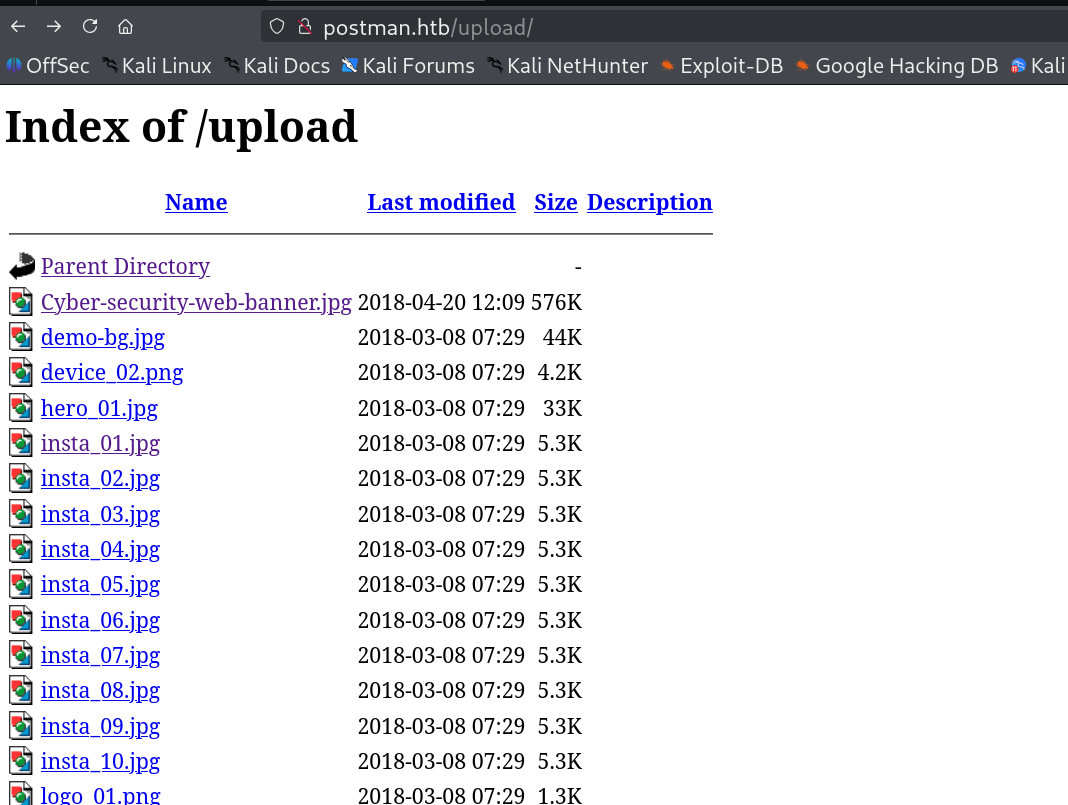 postman.htb/upload/
OffSec Kali Linux Kali Docs Kali Forums Kali NetHunter Exploit-DB Google Hacking DB Kali
Index of /upload
Name Last modified Size Description
Parent Directory -
Cyber-security-web-banner.jpg 2018-04-20 12:09 576K
demo-bg.jpg 2018-03-08 07:29 44K
device_02.png 2018-03-08 07:29 4.2K
hero_01.jpg 2018-03-08 07:29 33K
insta_01.jpg 2018-03-08 07:29 5.3K
insta_02.jpg 2018-03-08 07:29 5.3K
insta_03.jpg 2018-03-08 07:29 5.3K
insta_04.jpg 2018-03-08 07:29 5.3K
insta_05.jpg 2018-03-08 07:29 5.3K
insta_06.jpg 2018-03-08 07:29 5.3K
insta_07.jpg 2018-03-08 07:29 5.3K
insta_08.jpg 2018-03-08 07:29 5.3K
insta_09.jpg 2018-03-08 07:29 5.3K
insta_10.jpg 2018-03-08 07:29 5.3K
logo_01.png 2018-03-08 07:29 1.3K